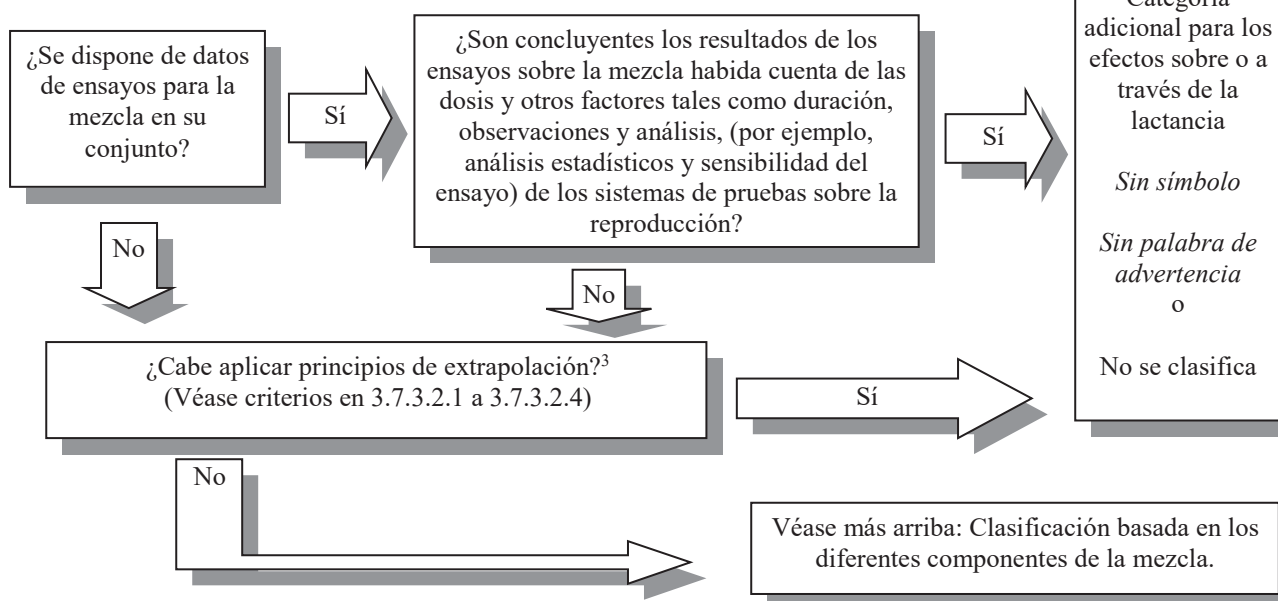 ¿Se dispone de datos
de ensayos para la
mezcla en su
conjunto?
Sí
¿Son concluyentes los resultados de los
ensayos sobre la mezcla habida cuenta de las
dosis y otros factores tales como duración,
observaciones y análisis, (por ejemplo,
análisis estadísticos y sensibilidad del
ensayo) de los sistemas de pruebas sobre la
reproducción?
Sí
Categoría
adicional para los
efectos sobre o a
través de la
lactancia
Sin símbolo
Sin palabra de
advertencia
o
No se clasifica
No
No
¿Cabe aplicar principios de extrapolación?³
(Véase criterios en 3.7.3.2.1 a 3.7.3.2.4)
Sí
No
Véase más arriba: Clasificación basada en los
diferentes componentes de la mezcla.